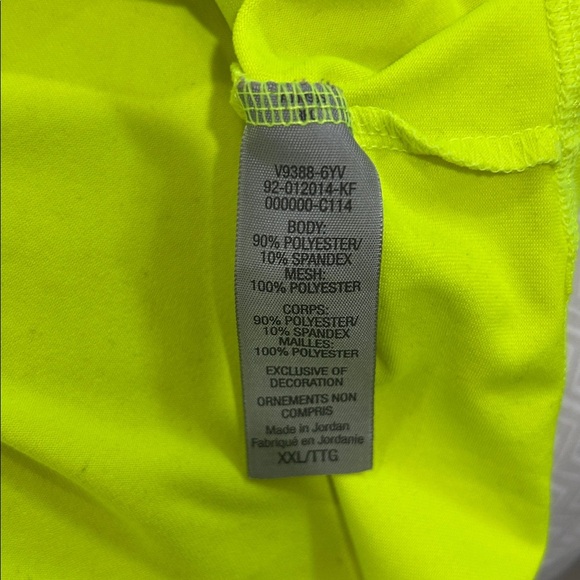 V9388-6YV
92-012014-KF
000000-C114
BODY:
90% POLYESTER/
10% SPANDEX
MESH:
100% POLYESTER
CORPS:
90% POLYESTER/
10% SPANDEX
MAILLES:
100% POLYESTER
EXCLUSIVE OF
DECORATION
ORNEMENTS NON
COMPRIS
Made in Jordan
Fabriqué en Jordanie
XXL/TTG